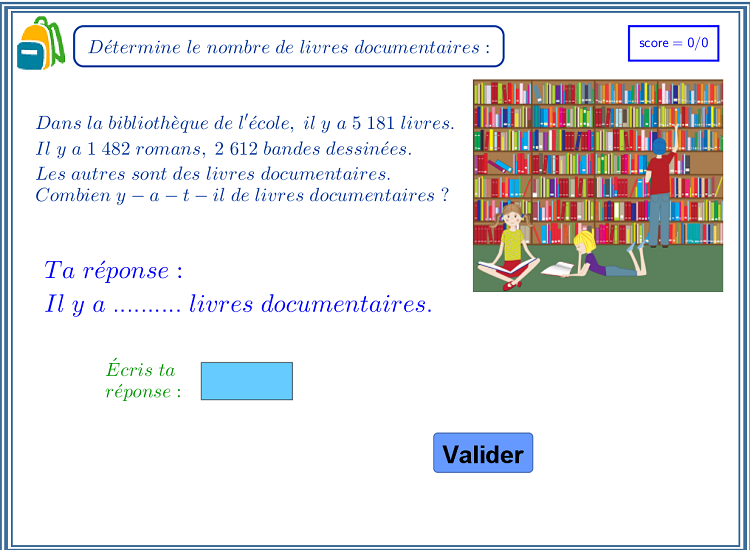 Détermine le nombre de livres documentaires :
score = 0/0
Dans la bibliothèque de l'école, il y a 5 181 livres.
Il y a 1 482 romans, 2 612 bandes dessinées.
Les autres sont des livres documentaires.
Combien y − a − t − il de livres documentaires ?
Ta réponse :
Il y a .......... livres documentaires.
Écris ta
réponse :
Valider